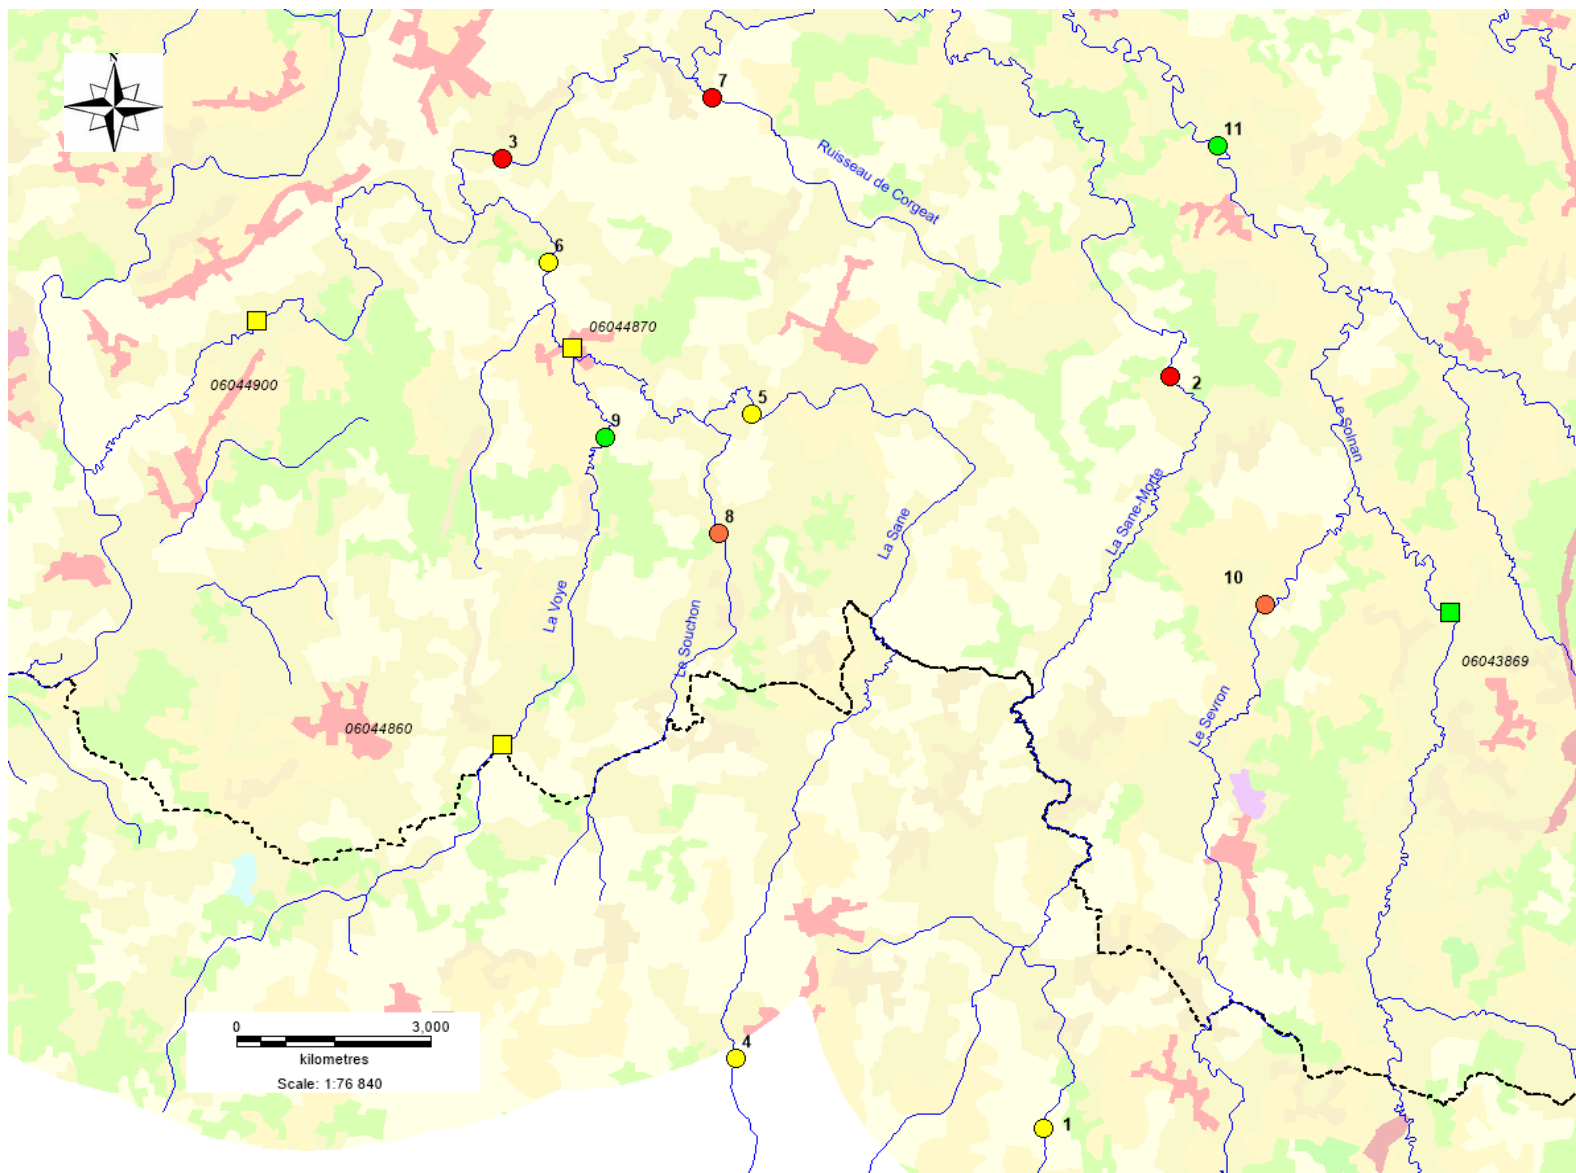 N
7
11
3
Ruisseau de Corgeat
6
06044870
2
06044900
5
9
Le Solnan
8
La Sane
La Sane-Morte
10
La Voye
Le Souchon
06043869
Le Sevron
06044860
0 3,000
kilometres
Scale: 1:76 840
4
1